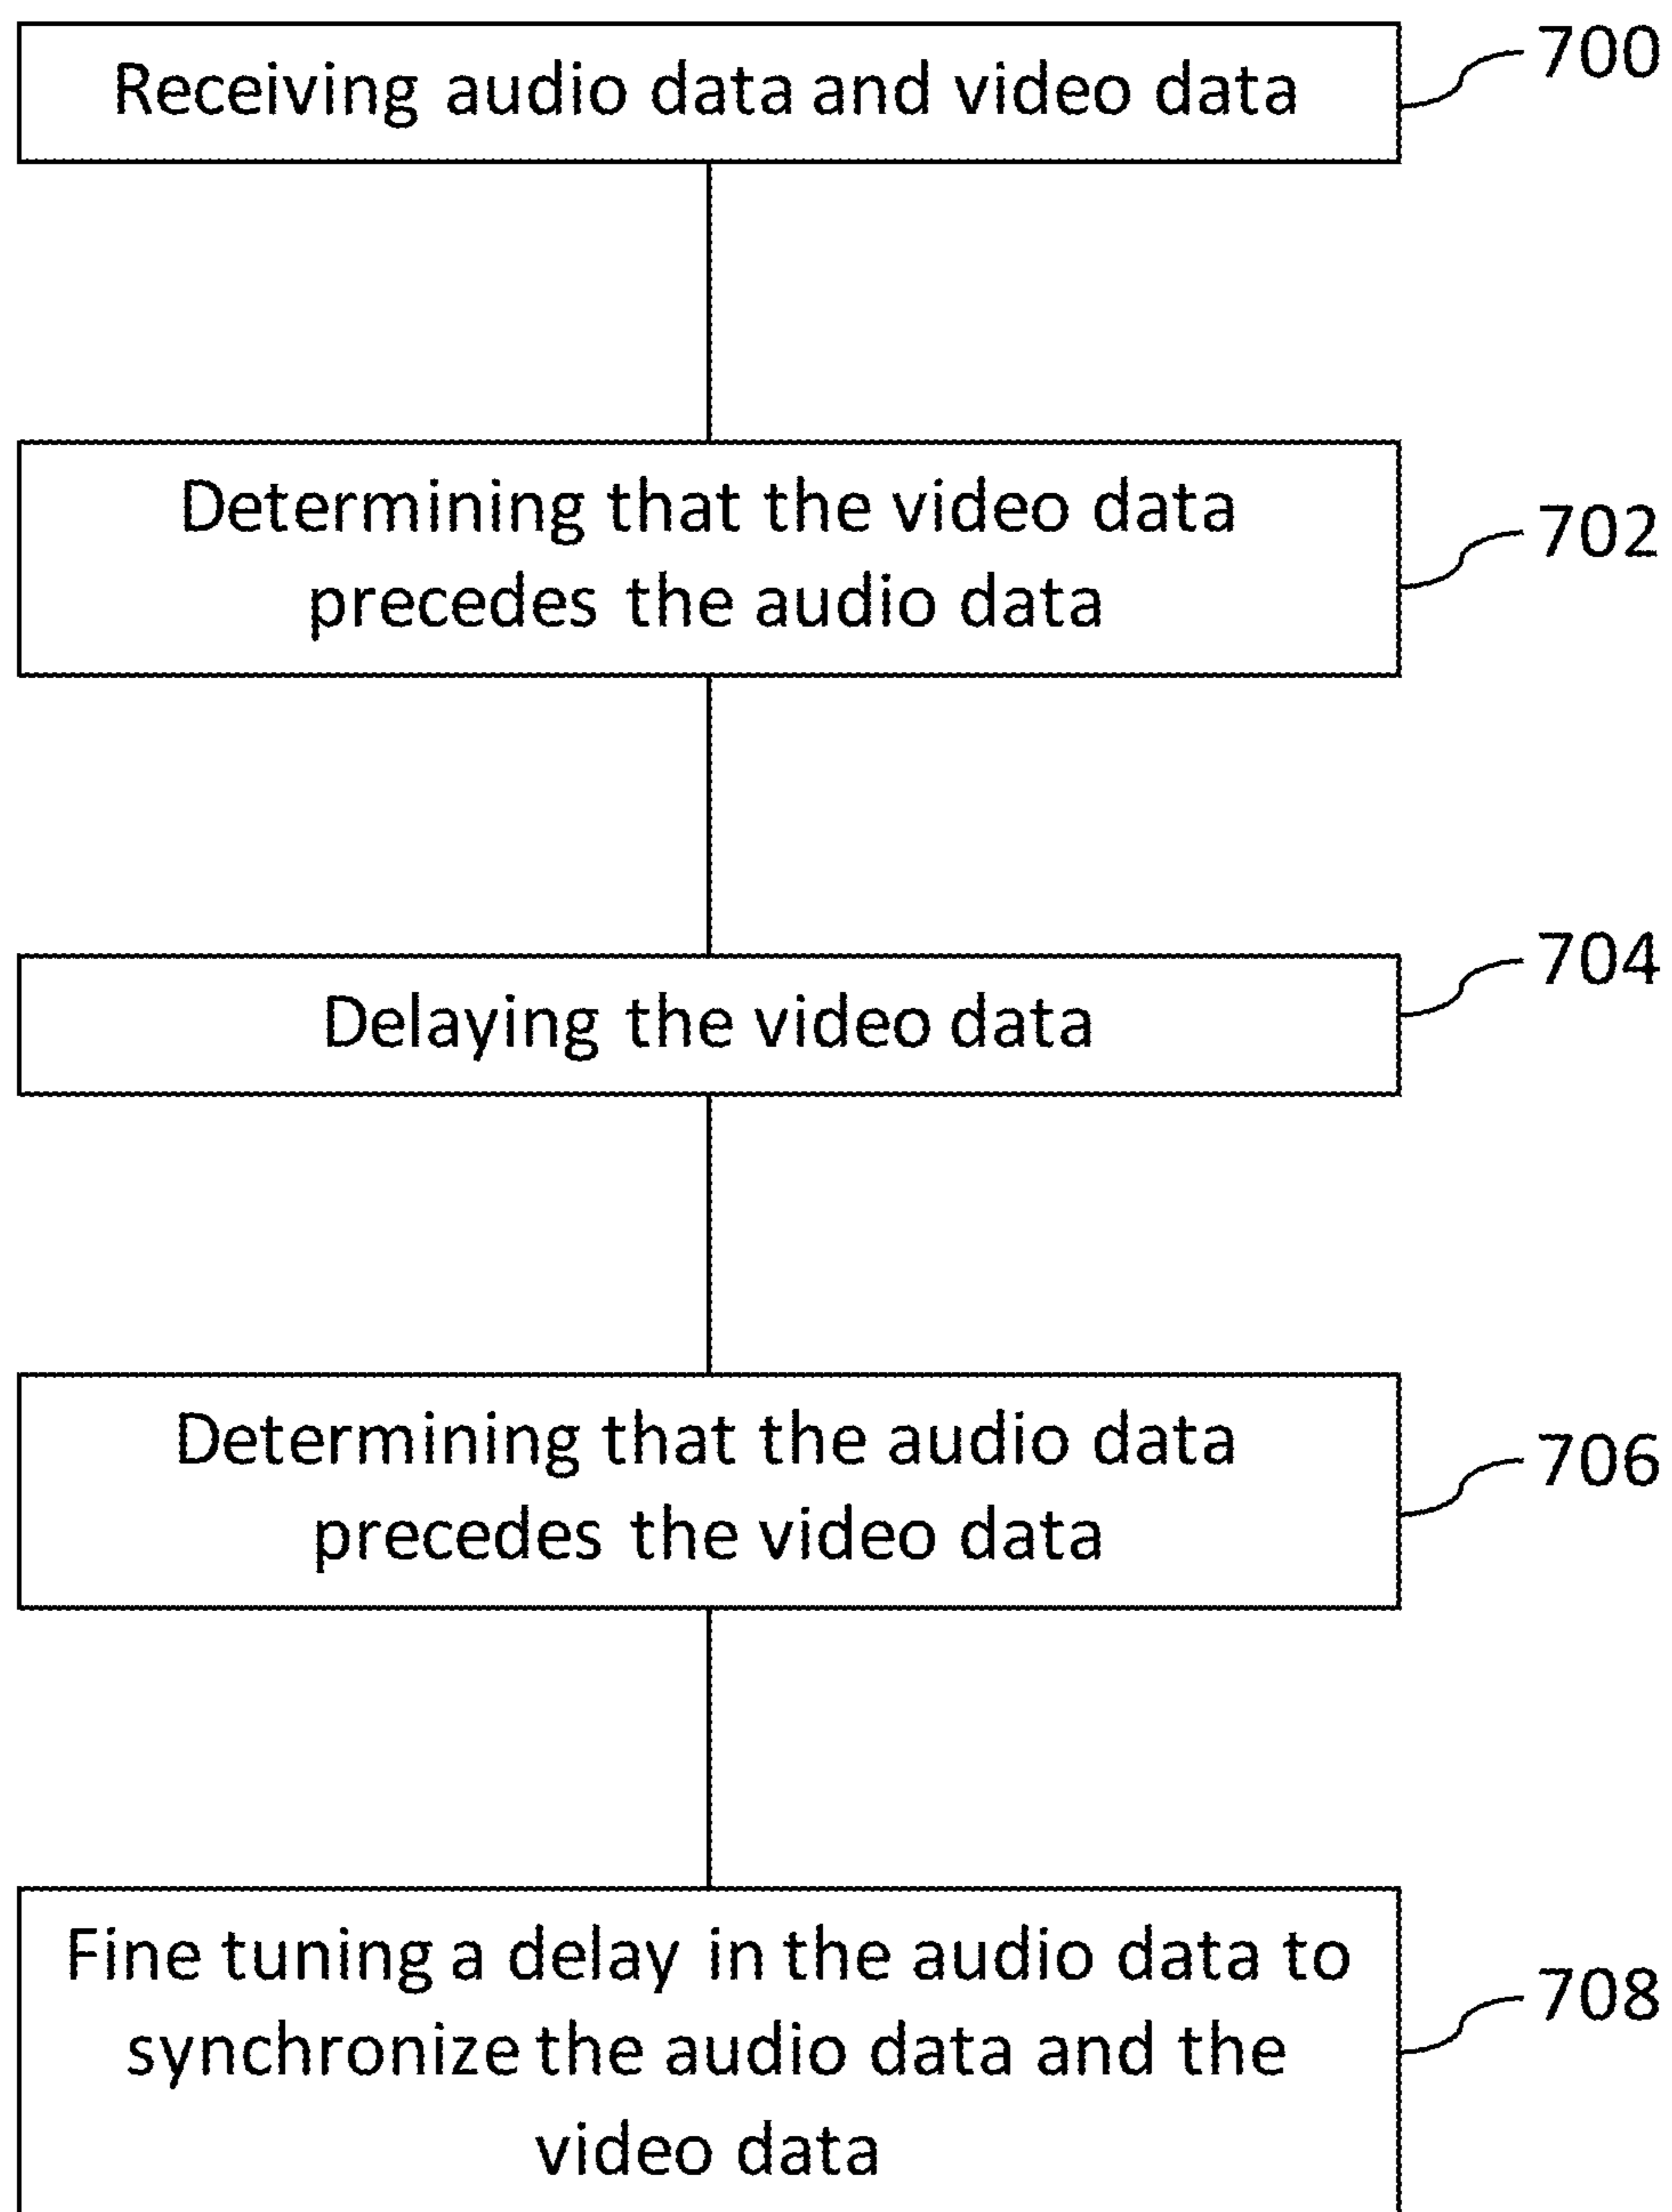 Receiving audio data and video data
700
Determining that the video data
precedes the audio data
702
Delaying the video data
704
Determining that the audio data
precedes the video data
706
Fine tuning a delay in the audio data to
synchronize the audio data and the
video data
708